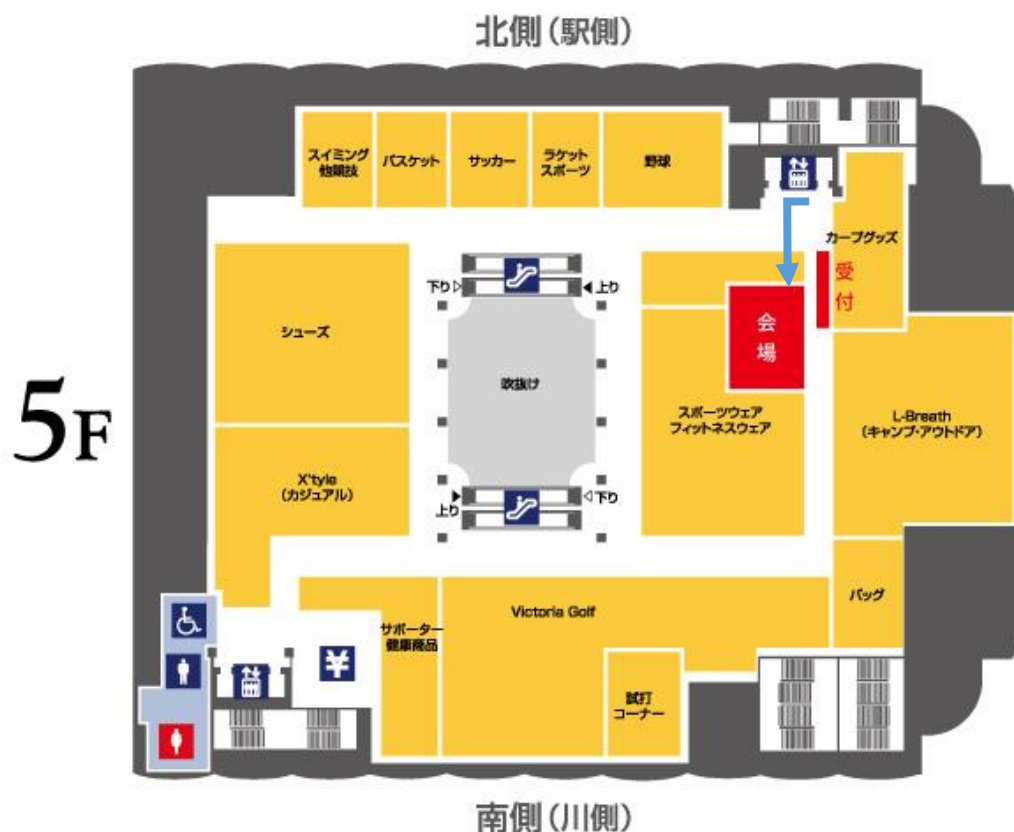 北側（駅側）
スイミング
他競技
バスケット
サッカー
ラケット
スポーツ
野球
カープグッズ
受付
下り
上り
会場
シューズ
吹抜け
スポーツウェア
フィットネスウェア
L-Breath
（キャンプ・アウトドア）
5F
X'tyle
（カジュアル）
上り
下り
バッグ
Victoria Golf
サポーター
健康商品
¥
試打
コーナー
南側（川側）